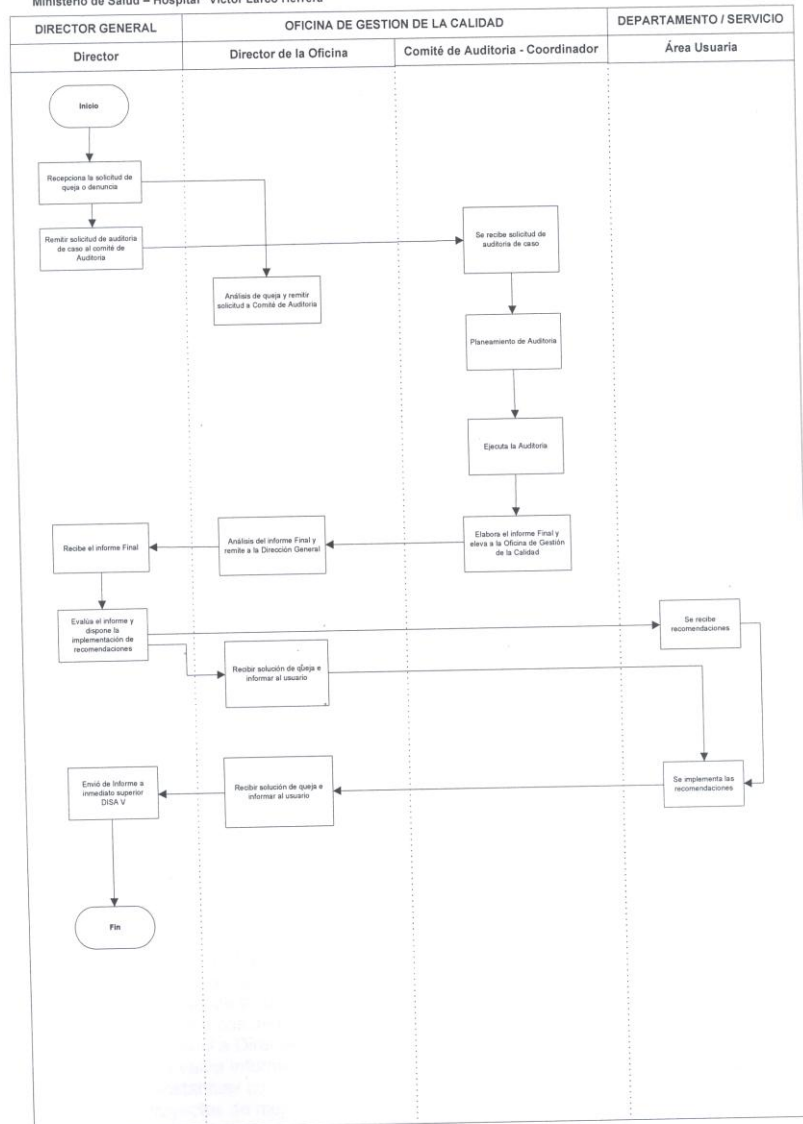 Ministerio de Salud – Hospital "Victor Larco Herrera"
DIRECTOR GENERAL
OFICINA DE GESTION DE LA CALIDAD
DEPARTAMENTO / SERVICIO
Director
Director de la Oficina
Comité de Auditoria - Coordinador
Área Usuaria
Inicio
Recepciona la solicitud de
queja o denuncia
Remitir solicitud de auditoria
de caso al comité de
Auditoria
Se recibe solicitud de
auditoria de caso
Análisis de queja y remitir
solicitud a Comité de Auditoria
Planeamiento de Auditoria
Ejecuta la Auditoria
Recibe el informe Final
Análisis del informe Final y
remite a la Dirección General
Elabora el informe Final y
eleva a la Oficina de Gestión
de la Calidad
Evalúa el informe y
dispone la
implementación de
recomendaciones
Se recibe
recomendaciones
Recibir solución de queja e
informar al usuario
Envió de Informe a
inmediato superior
DISA V
Recibir solución de queja e
informar al usuario
Se implementa las
recomendaciones
Fin